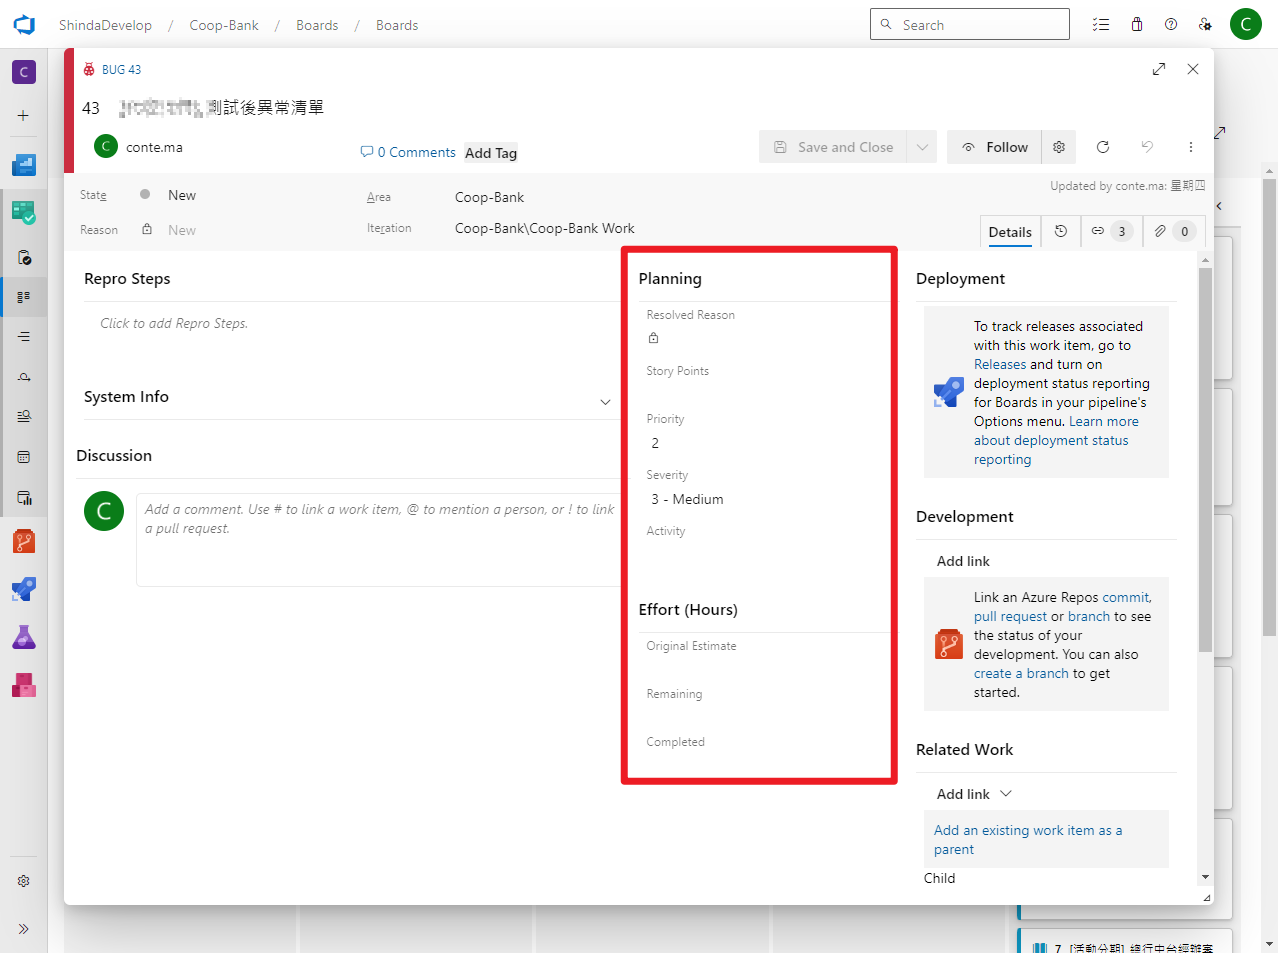 ShindaDevelop / Coop-Bank / Boards / Boards
Search
C
C
BUG 43
43 測試後異常清單
C conte.ma
0 Comments
Add Tag
Save and Close
Follow
State New
Area Coop-Bank
Updated by conte.ma: 星期四
Reason New
Iteration Coop-Bank\Coop-Bank Work
Details
3
0
Repro Steps
Click to add Repro Steps.
System Info
Discussion
C
Add a comment. Use # to link a work item, @ to mention a person, or ! to link
a pull request.
Planning
Resolved Reason
Story Points
Priority
2
Severity
3 - Medium
Activity
Effort (Hours)
Original Estimate
Remaining
Completed
Deployment
To track releases associated
with this work item, go to
Releases and turn on
deployment status reporting
for Boards in your pipeline's
Options menu. Learn more
about deployment status
reporting
Development
Add link
Link an Azure Repos commit,
pull request or branch to see
the status of your
development. You can also
create a branch to get
started.
Related Work
Add link
Add an existing work item as a
parent
Child
7 [活動分期]